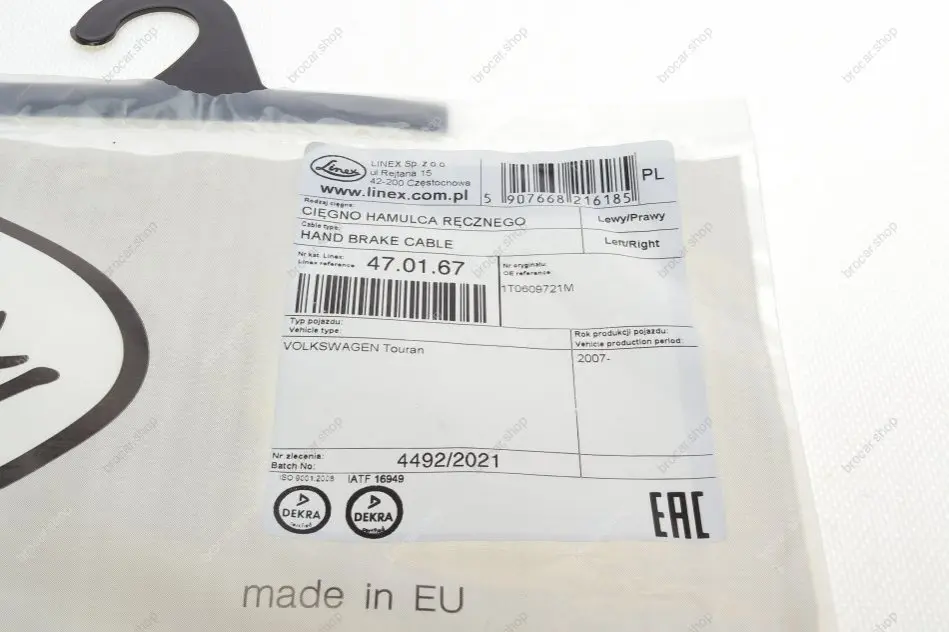 Linex
LINEX Sp. z o.o.
ul Rejtana 15
42-200 Częstochowa
www.linex.com.pl
5 907668 216185
PL
Rodzaj cięgna:
CIĘGNO HAMULCA RĘCZNEGO
Lewy/Prawy
Cable type:
HAND BRAKE CABLE
Left/Right
Nr kat. Linex:
Linex reference
47.01.67
Nr oryginału:
OE reference
1T0609721M
Typ pojazdu:
Vehicle type:
Rok produkcji pojazdu:
Vehicle production period:
VOLKSWAGEN Touran
2007-
Nr zlecenia:
Batch No:
4492/2021
ISO 9001:2008
IATF 16949
DEKRA
DEKRA
EAC
made in EU
brocar.shop